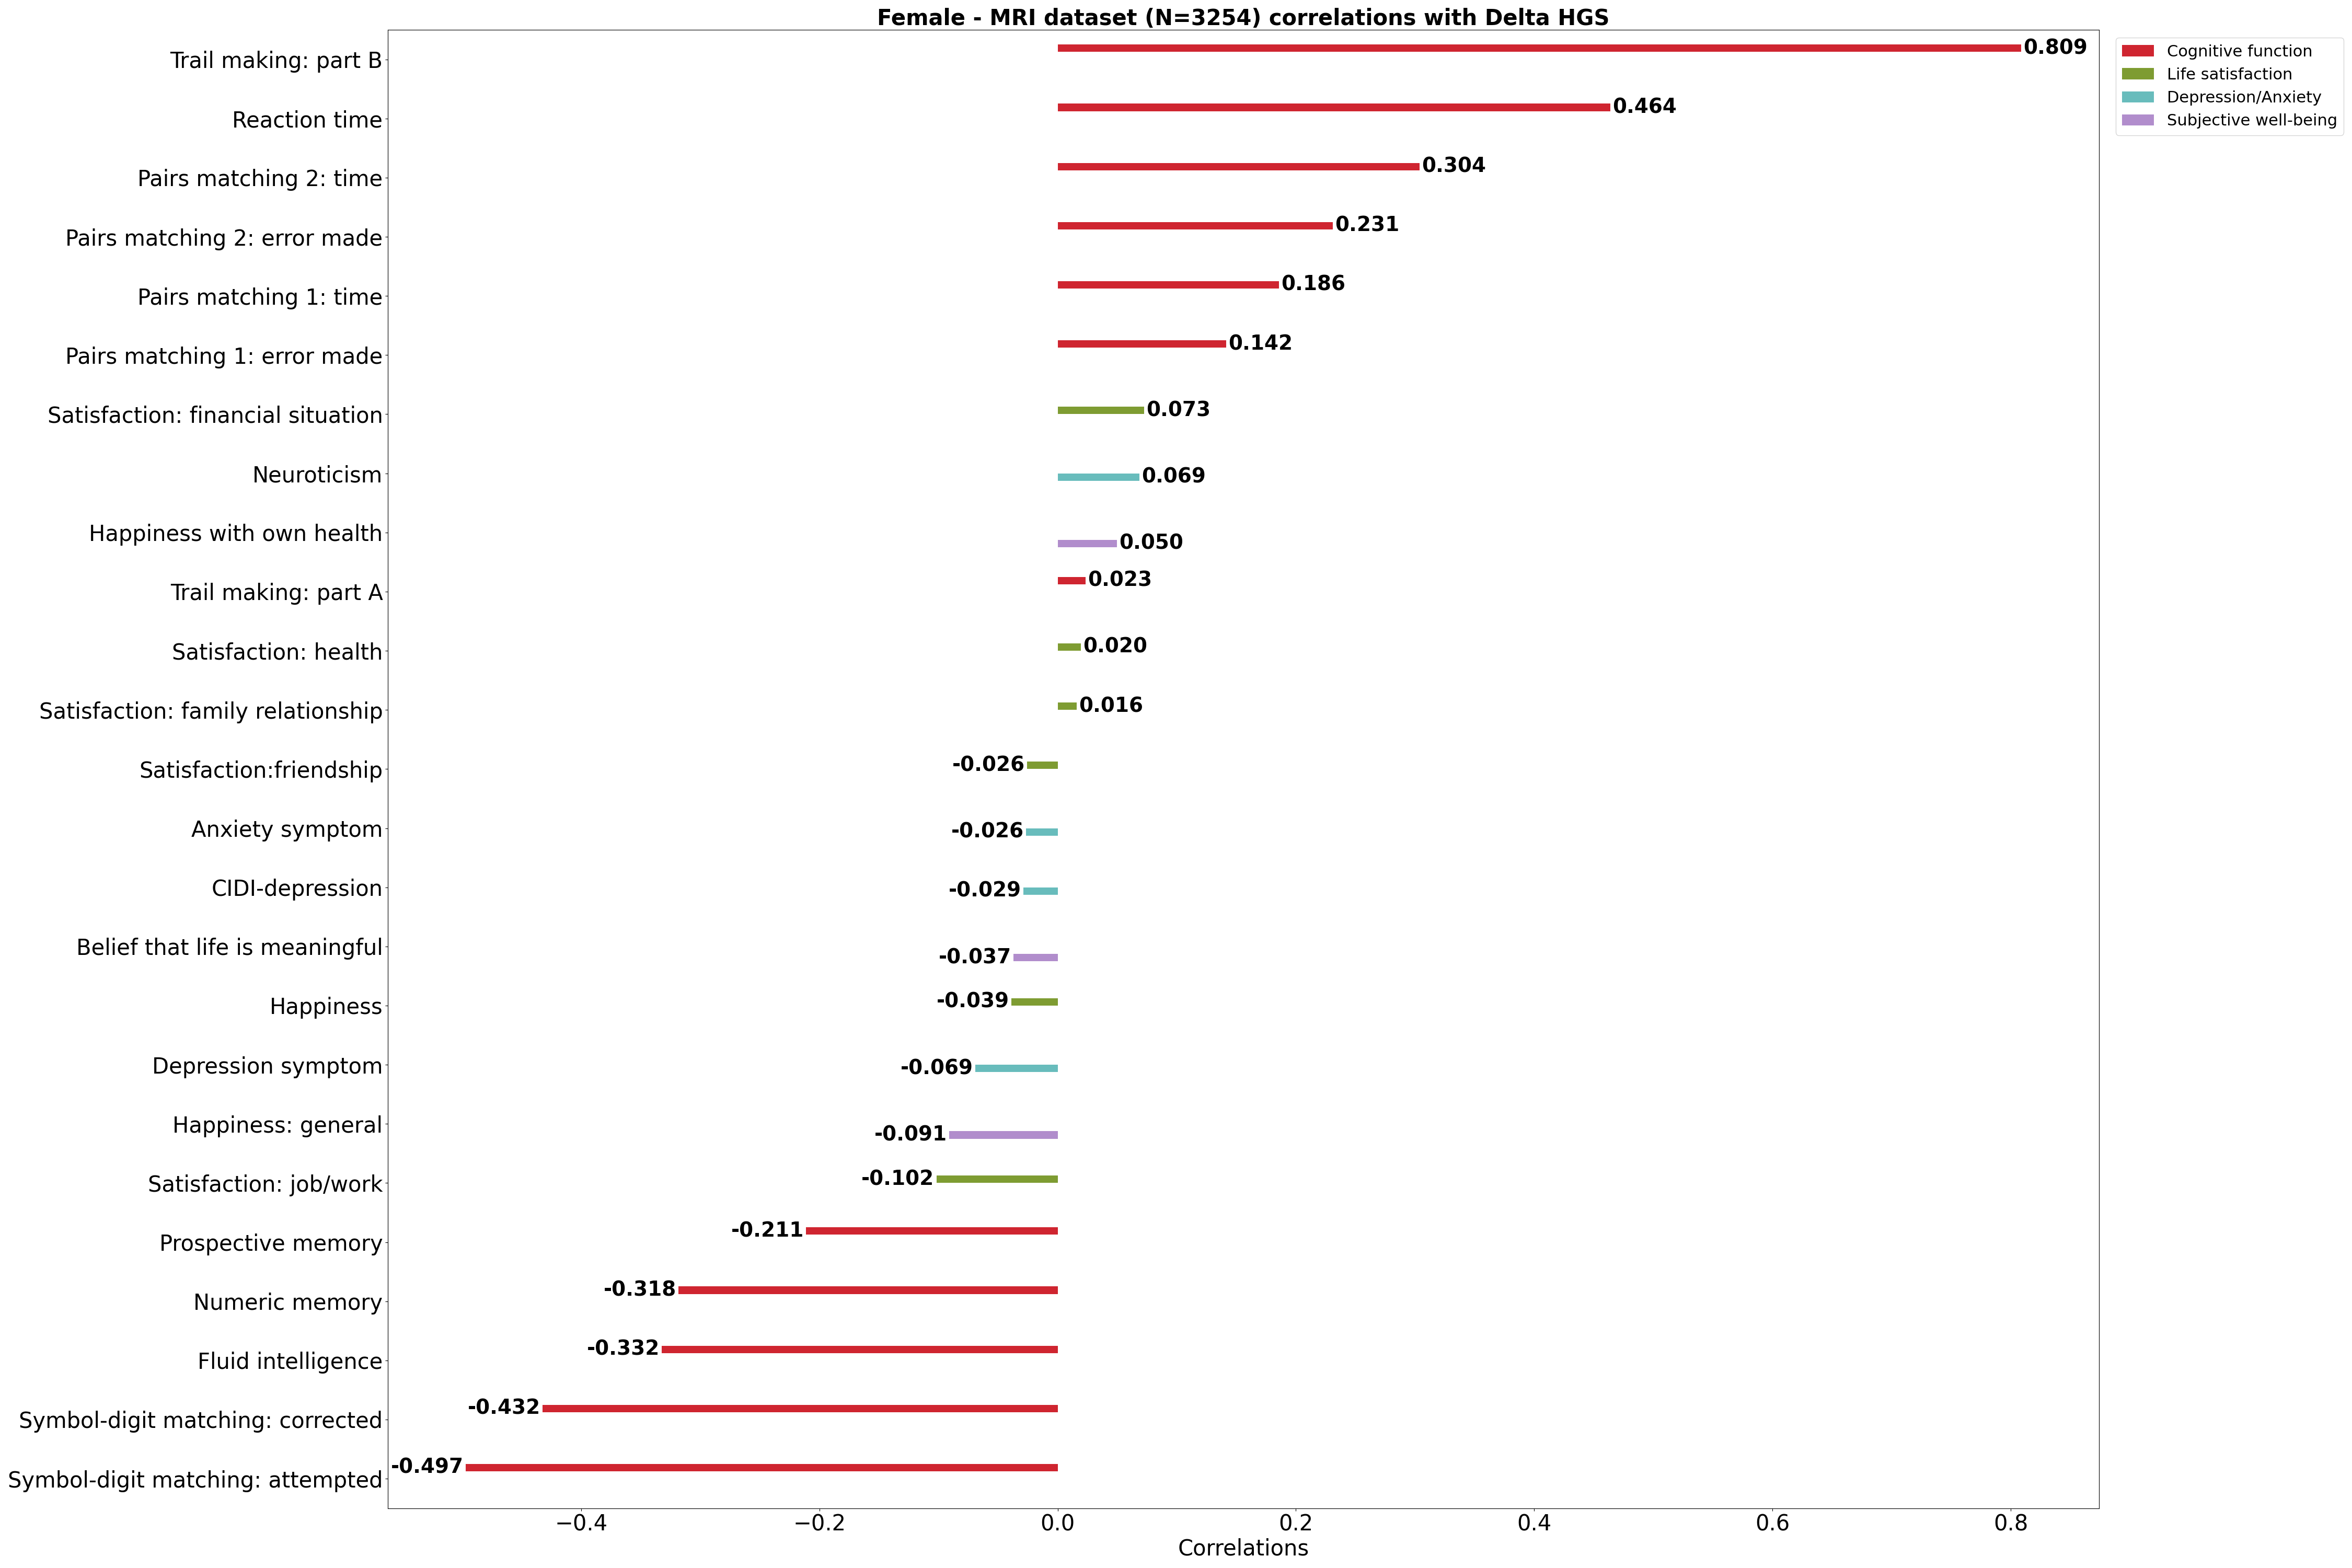 Female - MRI dataset (N=3254) correlations with Delta HGS
Trail making: part B 0.809
Reaction time 0.464
Pairs matching 2: time 0.304
Pairs matching 2: error made 0.231
Pairs matching 1: time 0.186
Pairs matching 1: error made 0.142
Satisfaction: financial situation 0.073
Neuroticism 0.069
Happiness with own health 0.050
Trail making: part A 0.023
Satisfaction: health 0.020
Satisfaction: family relationship 0.016
Satisfaction:friendship -0.026
Anxiety symptom -0.026
CIDI-depression -0.029
Belief that life is meaningful -0.037
Happiness -0.039
Depression symptom -0.069
Happiness: general -0.091
Satisfaction: job/work -0.102
Prospective memory -0.211
Numeric memory -0.318
Fluid intelligence -0.332
Symbol-digit matching: corrected -0.432
Symbol-digit matching: attempted -0.497
−0.4 −0.2 0.0 0.2 0.4 0.6 0.8
Correlations
Cognitive function
Life satisfaction
Depression/Anxiety
Subjective well-being